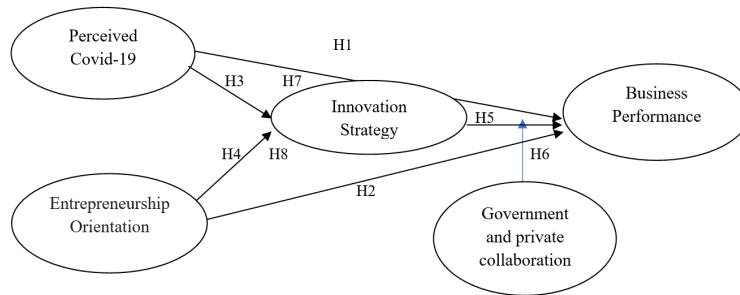 Perceived
Covid-19
H1
H3
H7
Innovation
Strategy
H5
Business
Performance
H4
H8
H6
H2
Entrepreneurship
Orientation
Government
and private
collaboration